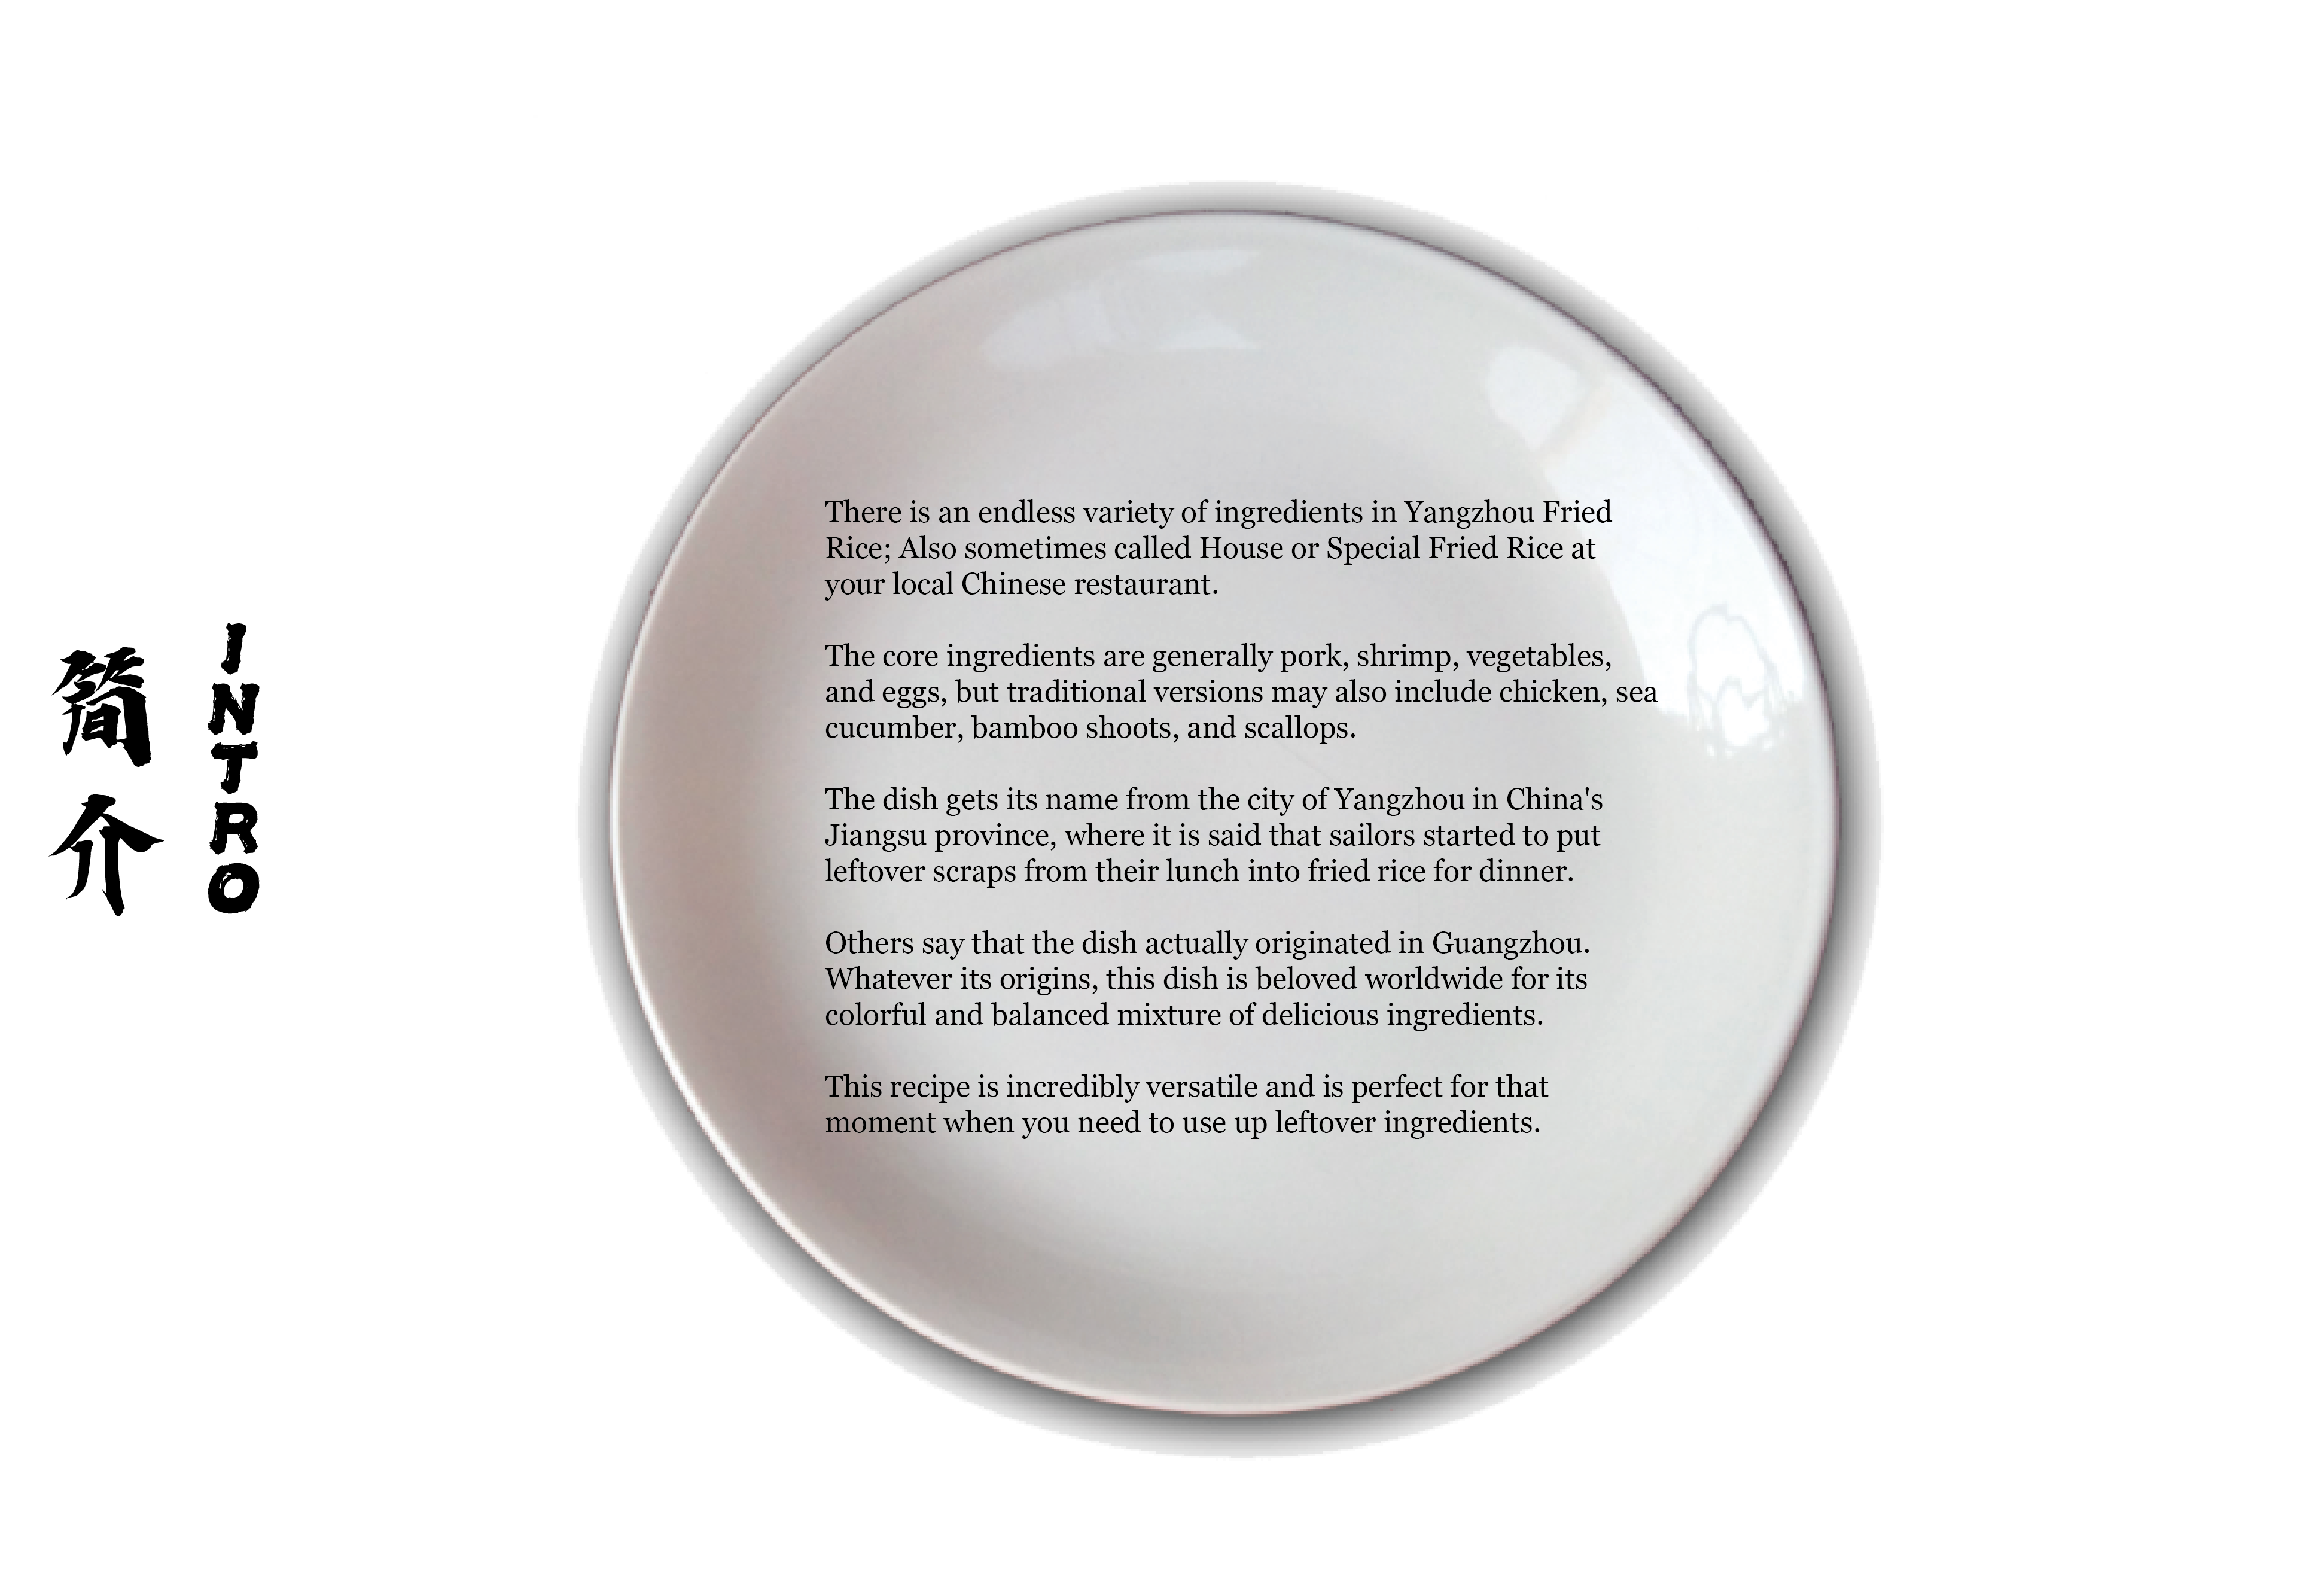 簡介
INTRO
There is an endless variety of ingredients in Yangzhou Fried
Rice; Also sometimes called House or Special Fried Rice at
your local Chinese restaurant.
The core ingredients are generally pork, shrimp, vegetables,
and eggs, but traditional versions may also include chicken, sea
cucumber, bamboo shoots, and scallops.
The dish gets its name from the city of Yangzhou in China's
Jiangsu province, where it is said that sailors started to put
leftover scraps from their lunch into fried rice for dinner.
Others say that the dish actually originated in Guangzhou.
Whatever its origins, this dish is beloved worldwide for its
colorful and balanced mixture of delicious ingredients.
This recipe is incredibly versatile and is perfect for that
moment when you need to use up leftover ingredients.